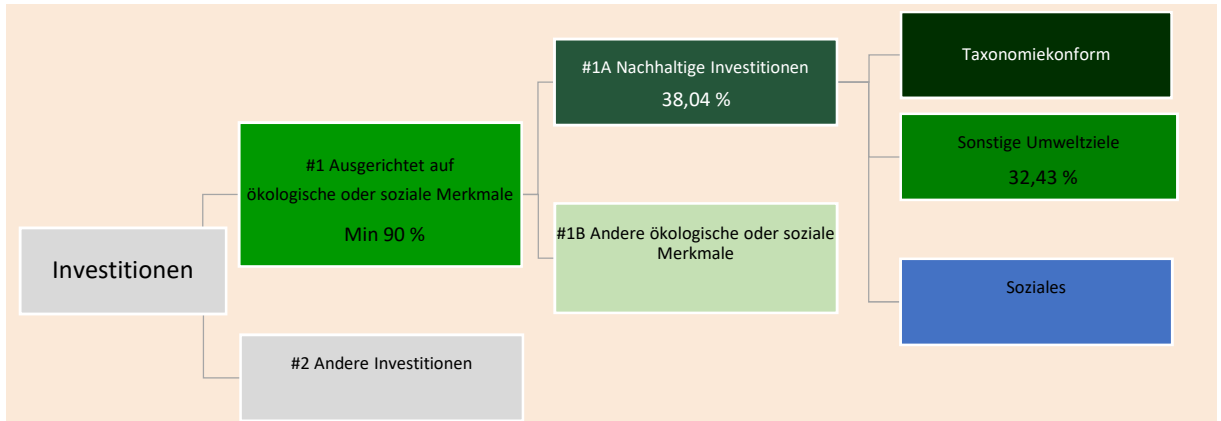 Investitionen
#1 Ausgerichtet auf
ökologische oder soziale Merkmale
Min 90 %
#2 Andere Investitionen
#1A Nachhaltige Investitionen
38,04 %
#1B Andere ökologische oder soziale
Merkmale
Taxonomiekonform
Sonstige Umweltziele
32,43 %
Soziales